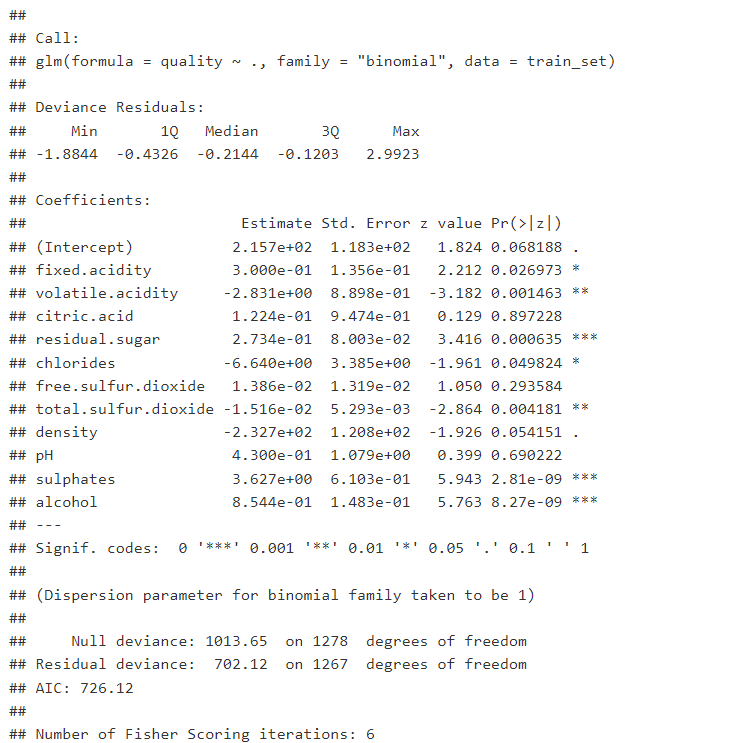 ##
## Call:
## glm(formula = quality ~ ., family = "binomial", data = train_set)
##
## Deviance Residuals:
##     Min       1Q   Median       3Q      Max
## -1.8844  -0.4326  -0.2144  -0.1203   2.9923
##
## Coefficients:
##                        Estimate Std. Error z value Pr(>|z|)
## (Intercept)           2.157e+02  1.183e+02   1.824 0.068188 .
## fixed.acidity         3.000e-01  1.356e-01   2.212 0.026973 *
## volatile.acidity     -2.831e+00  8.898e-01  -3.182 0.001463 **
## citric.acid           1.224e-01  9.474e-01   0.129 0.897228
## residual.sugar        2.734e-01  8.003e-02   3.416 0.000635 ***
## chlorides            -6.640e+00  3.385e+00  -1.961 0.049824 *
## free.sulfur.dioxide   1.386e-02  1.319e-02   1.050 0.293584
## total.sulfur.dioxide -1.516e-02  5.293e-03  -2.864 0.004181 **
## density              -2.327e+02  1.208e+02  -1.926 0.054151 .
## pH                    4.300e-01  1.079e+00   0.399 0.690222
## sulphates             3.627e+00  6.103e-01   5.943 2.81e-09 ***
## alcohol               8.544e-01  1.483e-01   5.763 8.27e-09 ***
## ---
## Signif. codes:  0 '***' 0.001 '**' 0.01 '*' 0.05 '.' 0.1 ' ' 1
##
## (Dispersion parameter for binomial family taken to be 1)
##
##     Null deviance: 1013.65  on 1278  degrees of freedom
## Residual deviance:  702.12  on 1267  degrees of freedom
## AIC: 726.12
##
## Number of Fisher Scoring iterations: 6